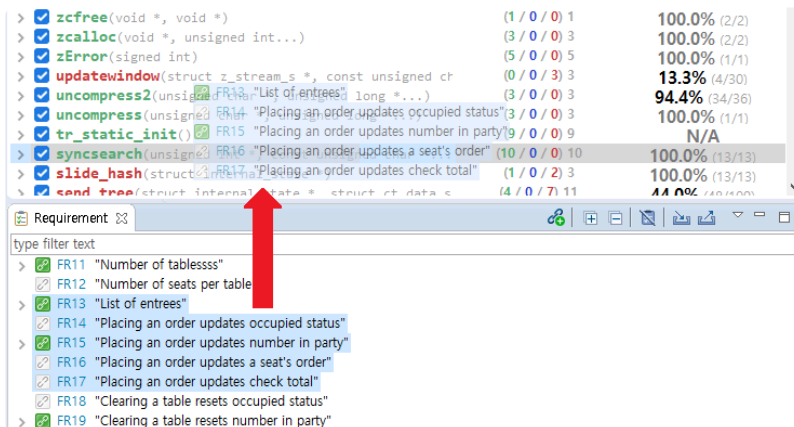 zcfree(void *, void *) (1 / 0 / 0) 1 100.0% (2/2)
zcalloc(void *, unsigned int...) (3 / 0 / 0) 3 100.0% (2/2)
zError(signed int) (5 / 0 / 0) 5 100.0% (1/1)
updatewindow(struct z_stream_s *, const unsigned ch (0 / 0 / 3) 3 13.3% (4/30)
uncompress2(unsigned char *, unsigned long *...) (3 / 0 / 0) 3 94.4% (34/36)
FR13 "List of entrees"
uncompress(unsigned char (3 / 0 / 0) 3 100.0% (1/1)
FR14 "Placing an order updates occupied status"
tr_static_init() (9 / 0 / 0) 9 N/A
FR15 "Placing an order updates number in party"
syncsearch(unsigned (10 / 0 / 0) 10 100.0% (13/13)
FR16 "Placing an order updates a seat's order"
slide_hash(struct internal_state *) (1 / 0 / 2) 3 100.0% (13/13)
FR17 "Placing an order updates check total"
send_tree(struct internal_state *, struct ct_data_s (4 / 0 / 7) 11 44.0% (48/109)
Requirement
type filter text
FR11 "Number of tablessss"
FR12 "Number of seats per table
FR13 "List of entrees"
FR14 "Placing an order updates occupied status"
FR15 "Placing an order updates number in party"
FR16 "Placing an order updates a seat's order"
FR17 "Placing an order updates check total"
FR18 "Clearing a table resets occupied status"
FR19 "Clearing a table resets number in party"